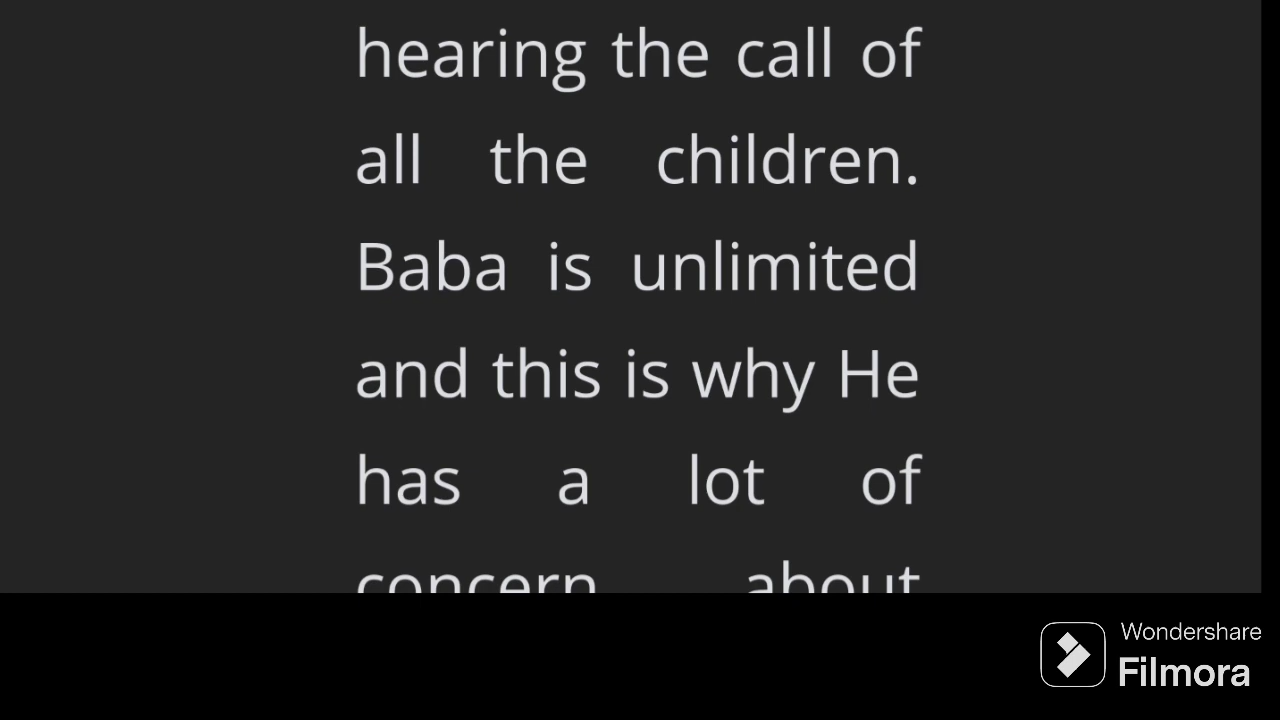 hearing the call of
all the children.
Baba is unlimited
and this is why He
has a lot of
concern about
Wondershare
Filmora